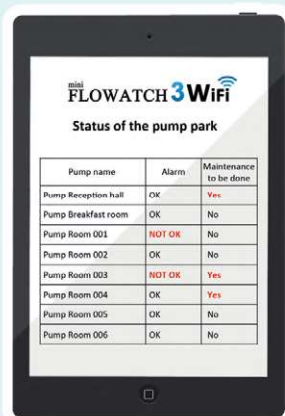 mini
FLOWATCH 3 WiFi
Status of the pump park
Pump name Alarm Maintenance to be done
Pump Reception hall OK Yes
Pump Breakfast room OK No
Pump Room 001 NOT OK No
Pump Room 002 OK No
Pump Room 003 NOT OK Yes
Pump Room 004 OK Yes
Pump Room 005 OK No
Pump Room 006 OK No